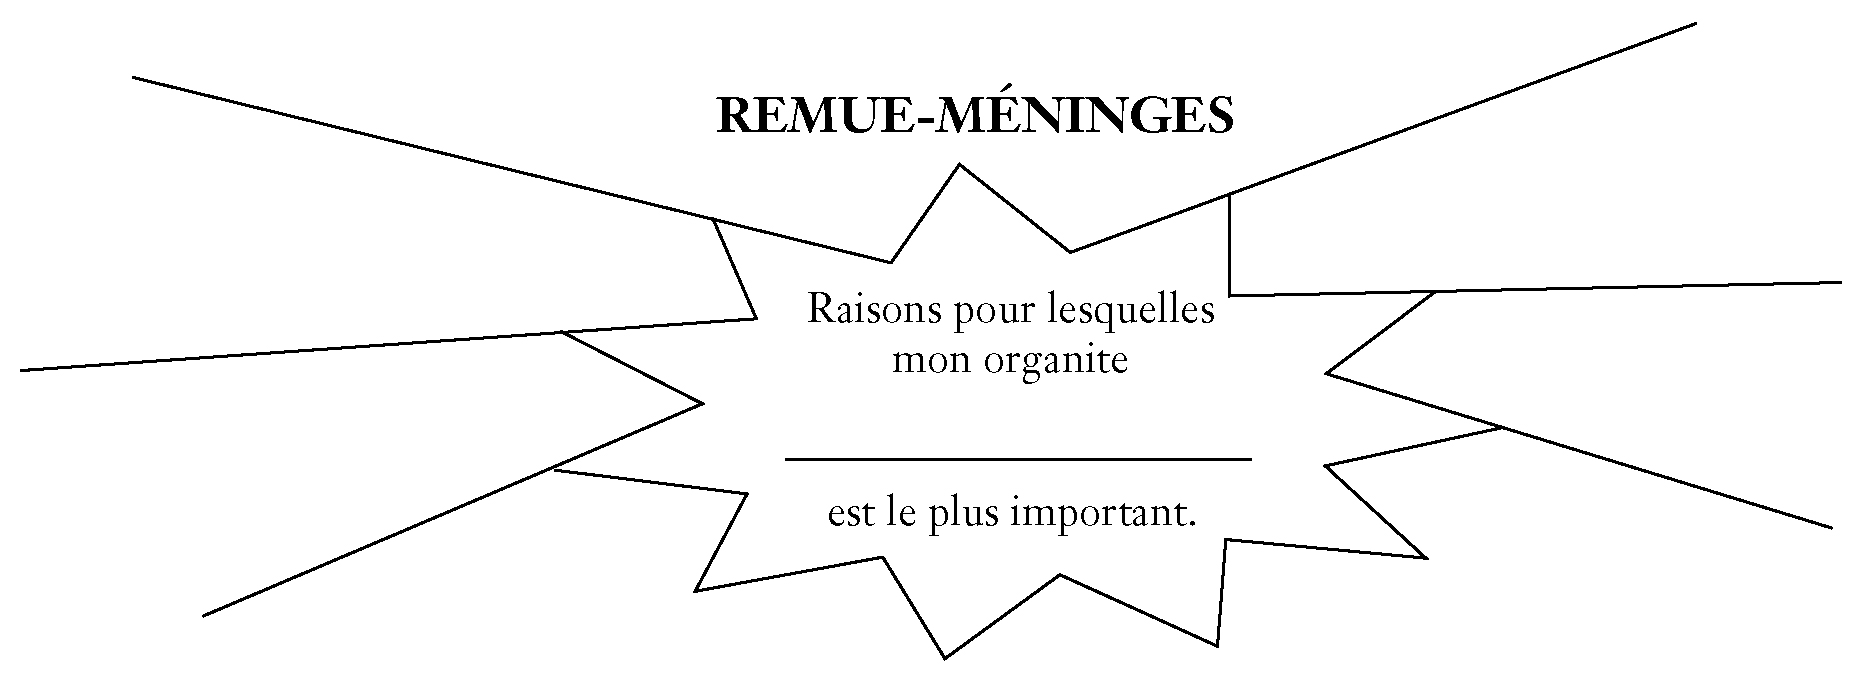 REMUE-MÉNINGES
Raisons pour lesquelles
mon organite
est le plus important.